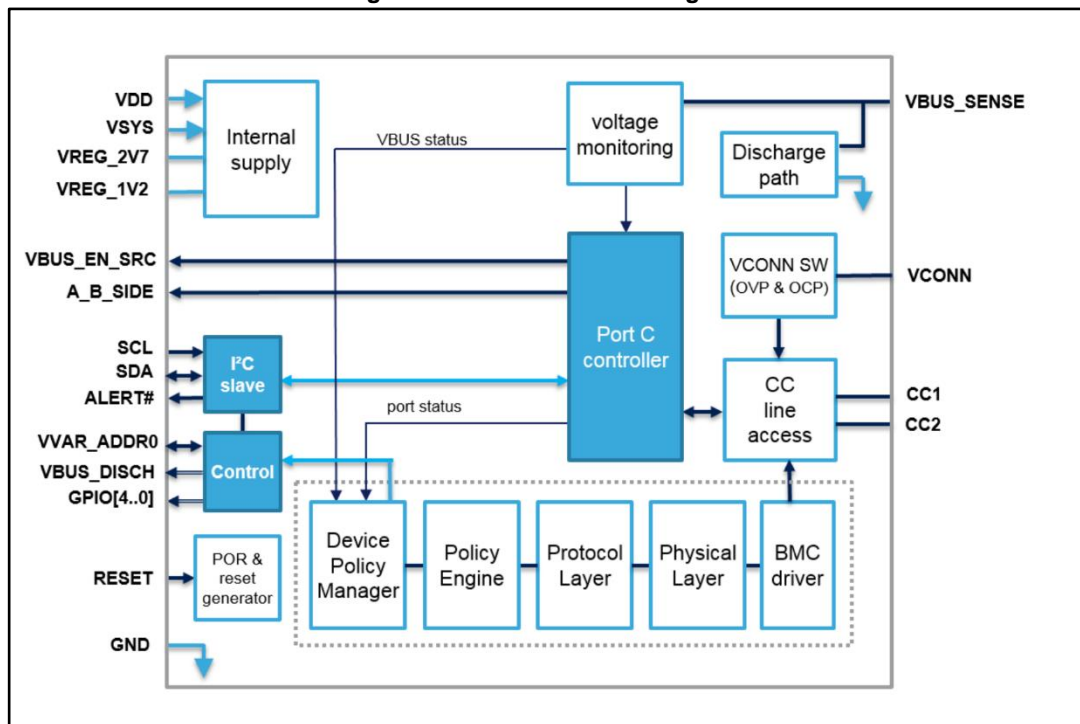 VDD
VSYS
VREG_2V7
VREG_1V2
Internal
supply
VBUS status
voltage
monitoring
VBUS_SENSE
Discharge
path
VBUS_EN_SRC
A_B_SIDE
Port C
controller
VCONN SW
(OVP & OCP)
VCONN
SCL
SDA
ALERT#
I²C
slave
port status
CC
line
access
CC1
CC2
VVAR_ADDR0
VBUS_DISCH
GPIO[4..0]
Control
Device
Policy
Manager
Policy
Engine
Protocol
Layer
Physical
Layer
BMC
driver
RESET
POR &
reset
generator
GND